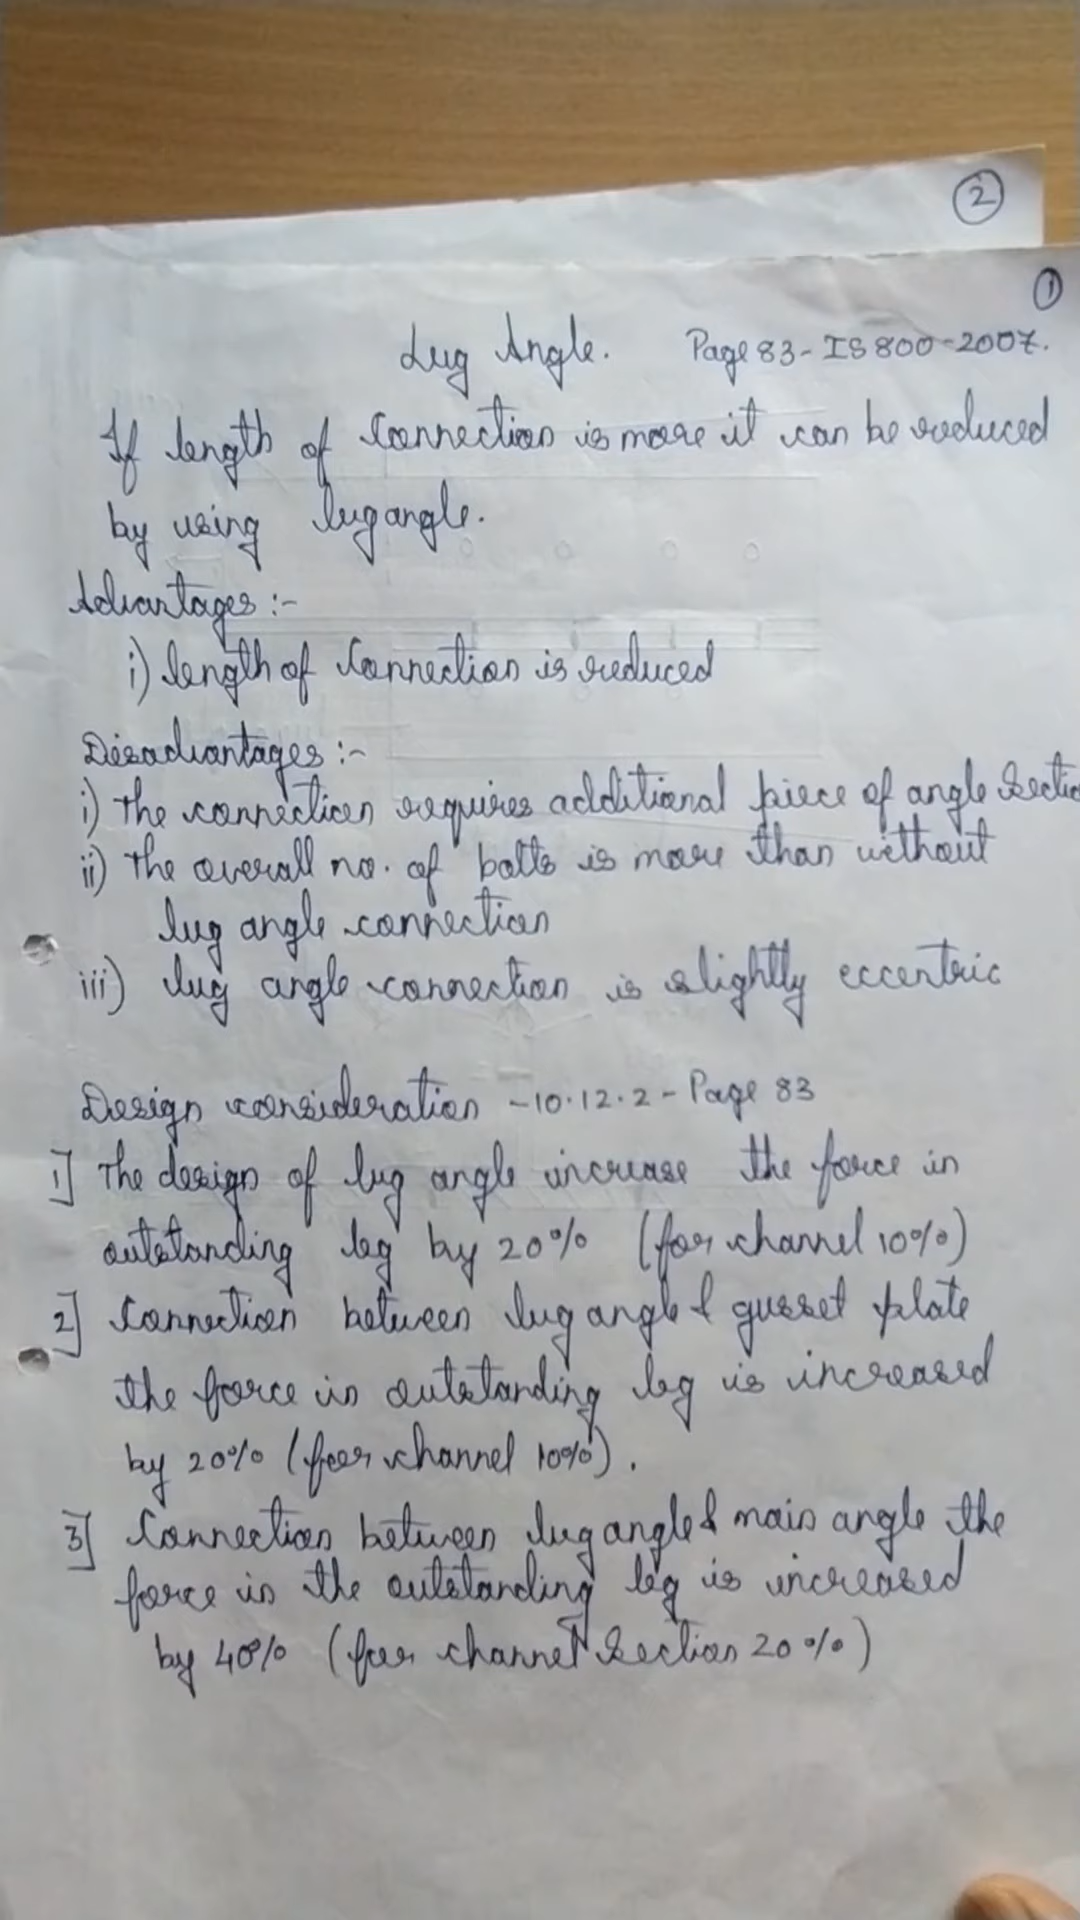 2
1
Lug Angle. Page 83 - IS 800-2007.
If length of connection is more it can be reduced
by using lug angle.
Advantages :-
i) length of connection is reduced
Disadvantages :-
i) The connection requires additional piece of angle Sectio
ii) The overall no. of bolts is more than without
lug angle connection
iii) lug angle connection is slightly eccentric
Design consideration - 10.12.2 - Page 83
1] The design of lug angle increase the force in
outstanding leg by 20% (for channel 10%)
2] Connection between lug angle & gusset plate
the force in outstanding leg is increased
by 20% (for channel 10%).
3] Connection between lug angle & main angle the
force in the outstanding leg is increased
by 40% (for channel Section 20%)